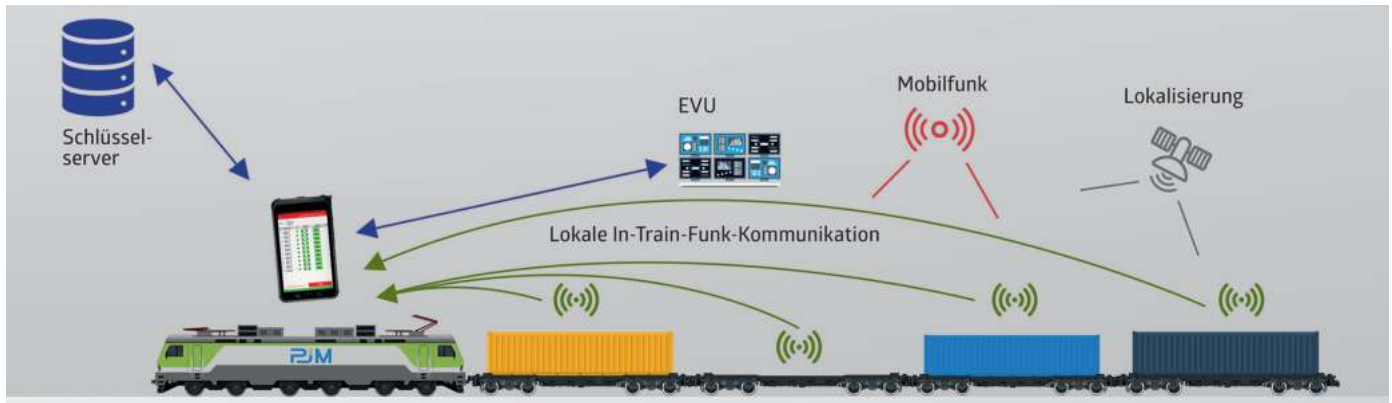 Schlüssel-
server
EVU
Mobilfunk
Lokalisierung
Lokale In-Train-Funk-Kommunikation
PJM